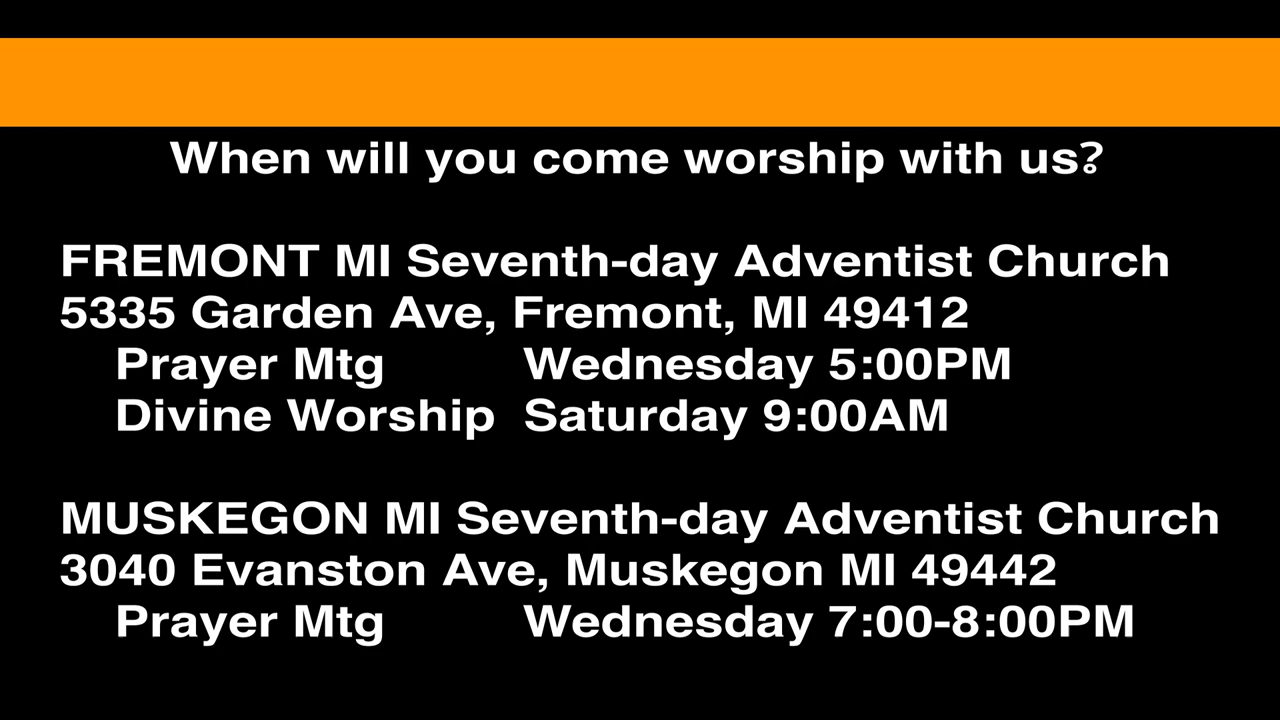 When will you come worship with us?
FREMONT MI Seventh-day Adventist Church
5335 Garden Ave, Fremont, MI 49412
Prayer Mtg Wednesday 5:00PM
Divine Worship Saturday 9:00AM
MUSKEGON MI Seventh-day Adventist Church
3040 Evanston Ave, Muskegon MI 49442
Prayer Mtg Wednesday 7:00-8:00PM